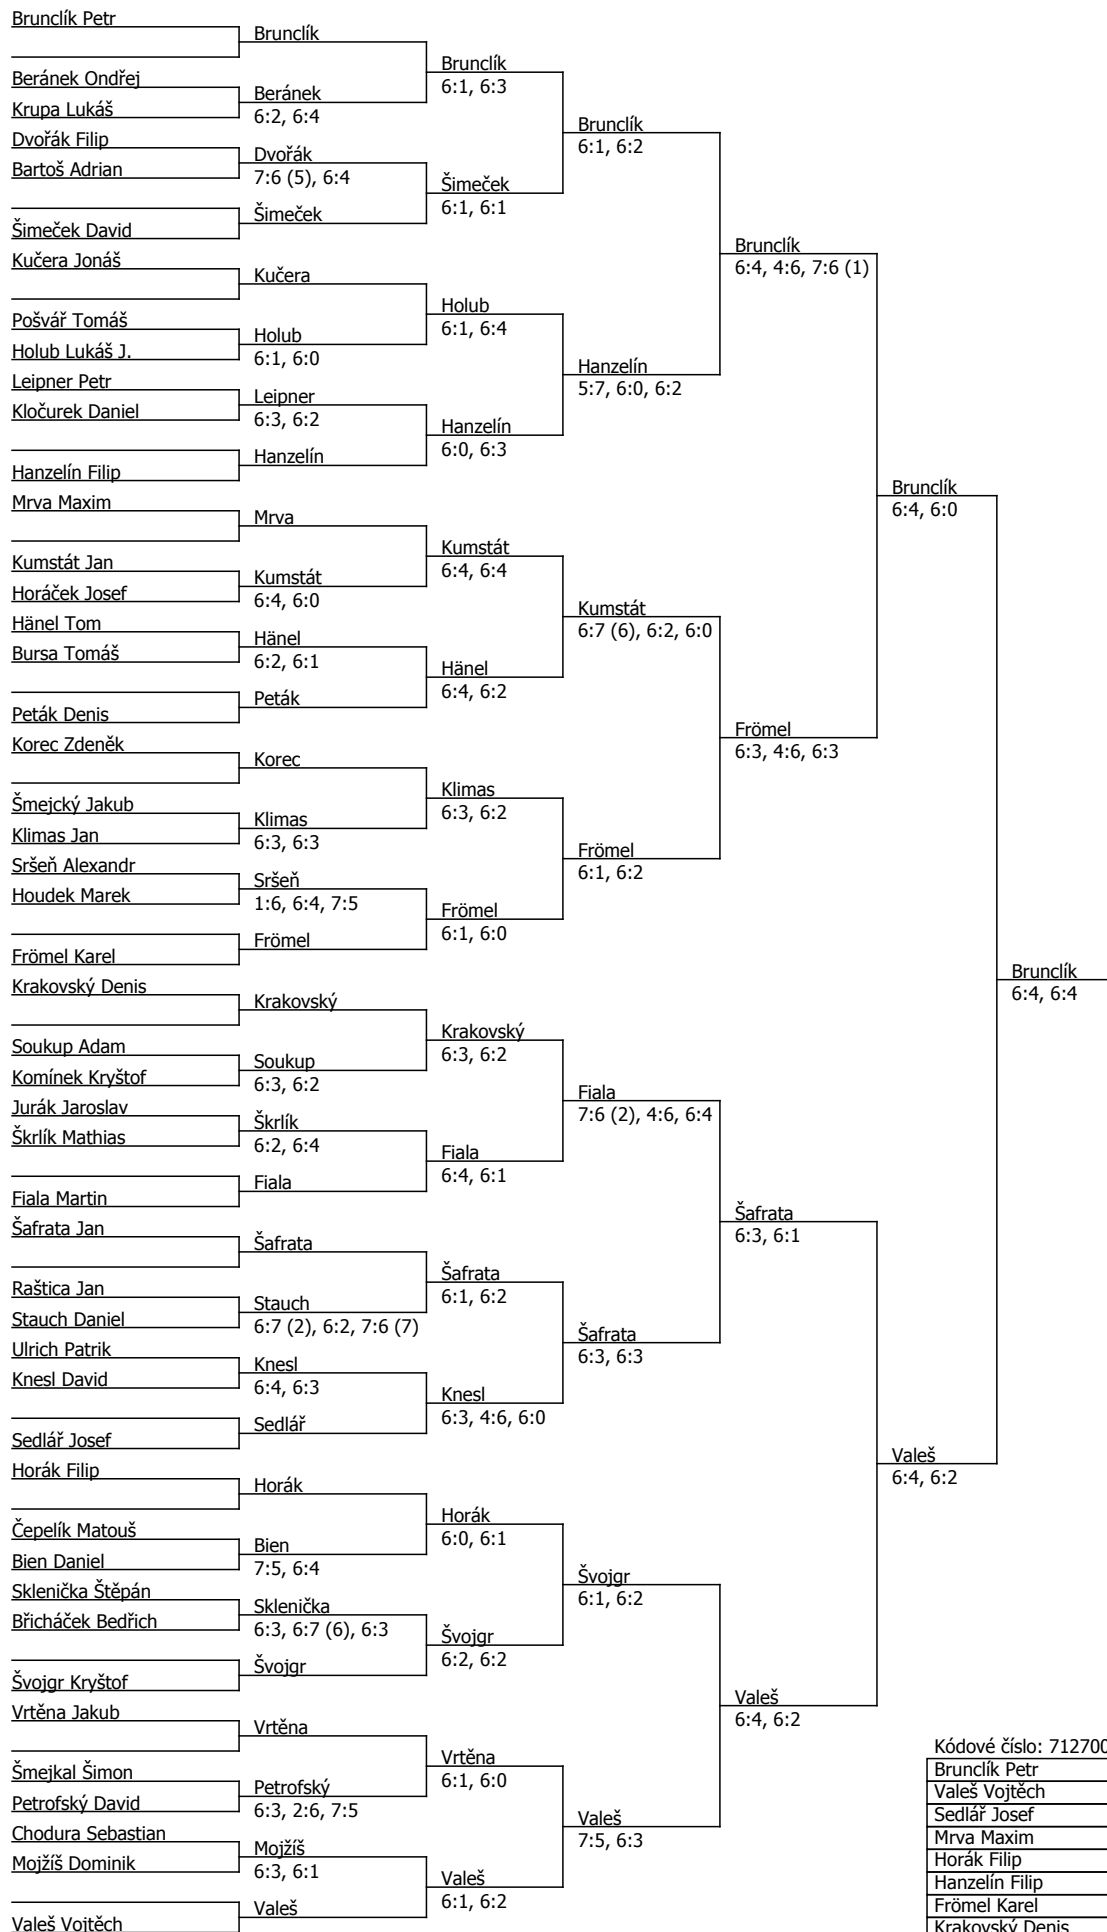 Brunclík Petr
Beránek Ondřej
Krupa Lukáš
Dvořák Filip
Bartoš Adrian
Šimeček David
Kučera Jonáš
Pošvář Tomáš
Holub Lukáš J.
Leipner Petr
Kločurek Daniel
Hanzelín Filip
Mrva Maxim
Kumstát Jan
Horáček Josef
Hänel Tom
Bursa Tomáš
Peták Denis
Korec Zdeněk
Šmejcký Jakub
Klimas Jan
Sršeň Alexandr
Houdek Marek
Frömel Karel
Krakovský Denis
Soukup Adam
Komínek Kryštof
Jurák Jaroslav
Škrlík Mathias
Fiala Martin
Šafrata Jan
Raštica Jan
Stauch Daniel
Ulrich Patrik
Knesl David
Sedlář Josef
Horák Filip
Čepelík Matouš
Bien Daniel
Sklenička Štěpán
Břicháček Bedřich
Švojgr Kryštof
Vrtěna Jakub
Šmejkal Šimon
Petrofský David
Chodura Sebastian
Mojžíš Dominik
Valeš Vojtěch
Brunclík
Beránek
6:2, 6:4
Dvořák
7:6 (5), 6:4
Šimeček
Kučera
Holub
6:1, 6:0
Leipner
6:3, 6:2
Hanzelín
Mrva
Kumstát
6:4, 6:0
Hänel
6:2, 6:1
Peták
Korec
Klimas
6:3, 6:3
Sršeň
1:6, 6:4, 7:5
Frömel
Krakovský
Soukup
6:3, 6:2
Škrlík
6:2, 6:4
Fiala
Šafrata
Stauch
6:7 (2), 6:2, 7:6 (7)
Knesl
6:4, 6:3
Sedlář
Horák
Bien
7:5, 6:4
Sklenička
6:3, 6:7 (6), 6:3
Švojgr
Vrtěna
Petrofský
6:3, 2:6, 7:5
Mojžíš
6:3, 6:1
Valeš
Brunclík
6:1, 6:3
Šimeček
6:1, 6:1
Holub
6:1, 6:4
Hanzelín
6:0, 6:3
Kumstát
6:4, 6:4
Hänel
6:4, 6:2
Klimas
6:3, 6:2
Frömel
6:1, 6:0
Krakovský
6:3, 6:2
Fiala
6:4, 6:1
Šafrata
6:1, 6:2
Knesl
6:3, 4:6, 6:0
Horák
6:0, 6:1
Švojgr
6:2, 6:2
Vrtěna
6:1, 6:0
Valeš
6:1, 6:2
Brunclík
6:1, 6:2
Hanzelín
5:7, 6:0, 6:2
Kumstát
6:7 (6), 6:2, 6:0
Frömel
6:1, 6:2
Fiala
7:6 (2), 4:6, 6:4
Šafrata
6:3, 6:3
Švojgr
6:1, 6:2
Valeš
7:5, 6:3
Brunclík
6:4, 4:6, 7:6 (1)
Frömel
6:3, 4:6, 6:3
Šafrata
6:3, 6:1
Valeš
6:4, 6:2
Brunclík
6:4, 6:0
Valeš
6:4, 6:2
Brunclík
6:4, 6:4
Kódové číslo: 712700
Brunclík Petr
Valeš Vojtěch
Sedlář Josef
Mrva Maxim
Horák Filip
Hanzelín Filip
Frömel Karel
Krakovský Denis